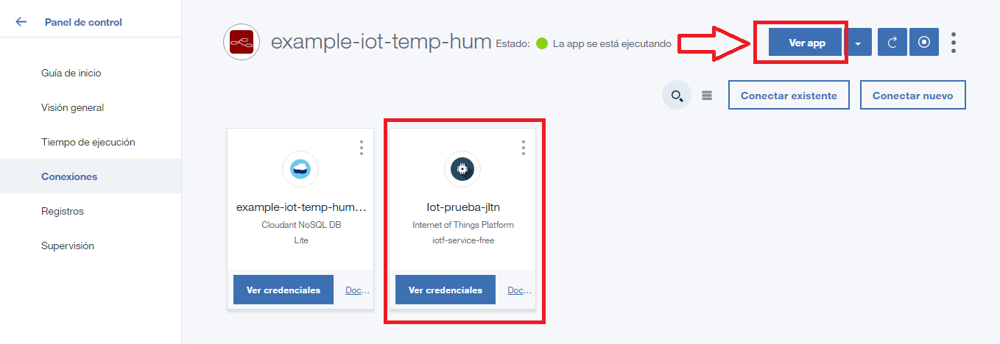 Panel de control
Guía de inicio
Visión general
Tiempo de ejecución
Conexiones
Registros
Supervisión
example-iot-temp-hum Estado: La app se está ejecutando
Ver app
Conectar existente
Conectar nuevo
example-iot-temp-hum...
Cloudant NoSQL DB
Lite
Ver credenciales
Doc...
Iot-prueba-jltn
Internet of Things Platform
iotf-service-free
Ver credenciales
Doc...